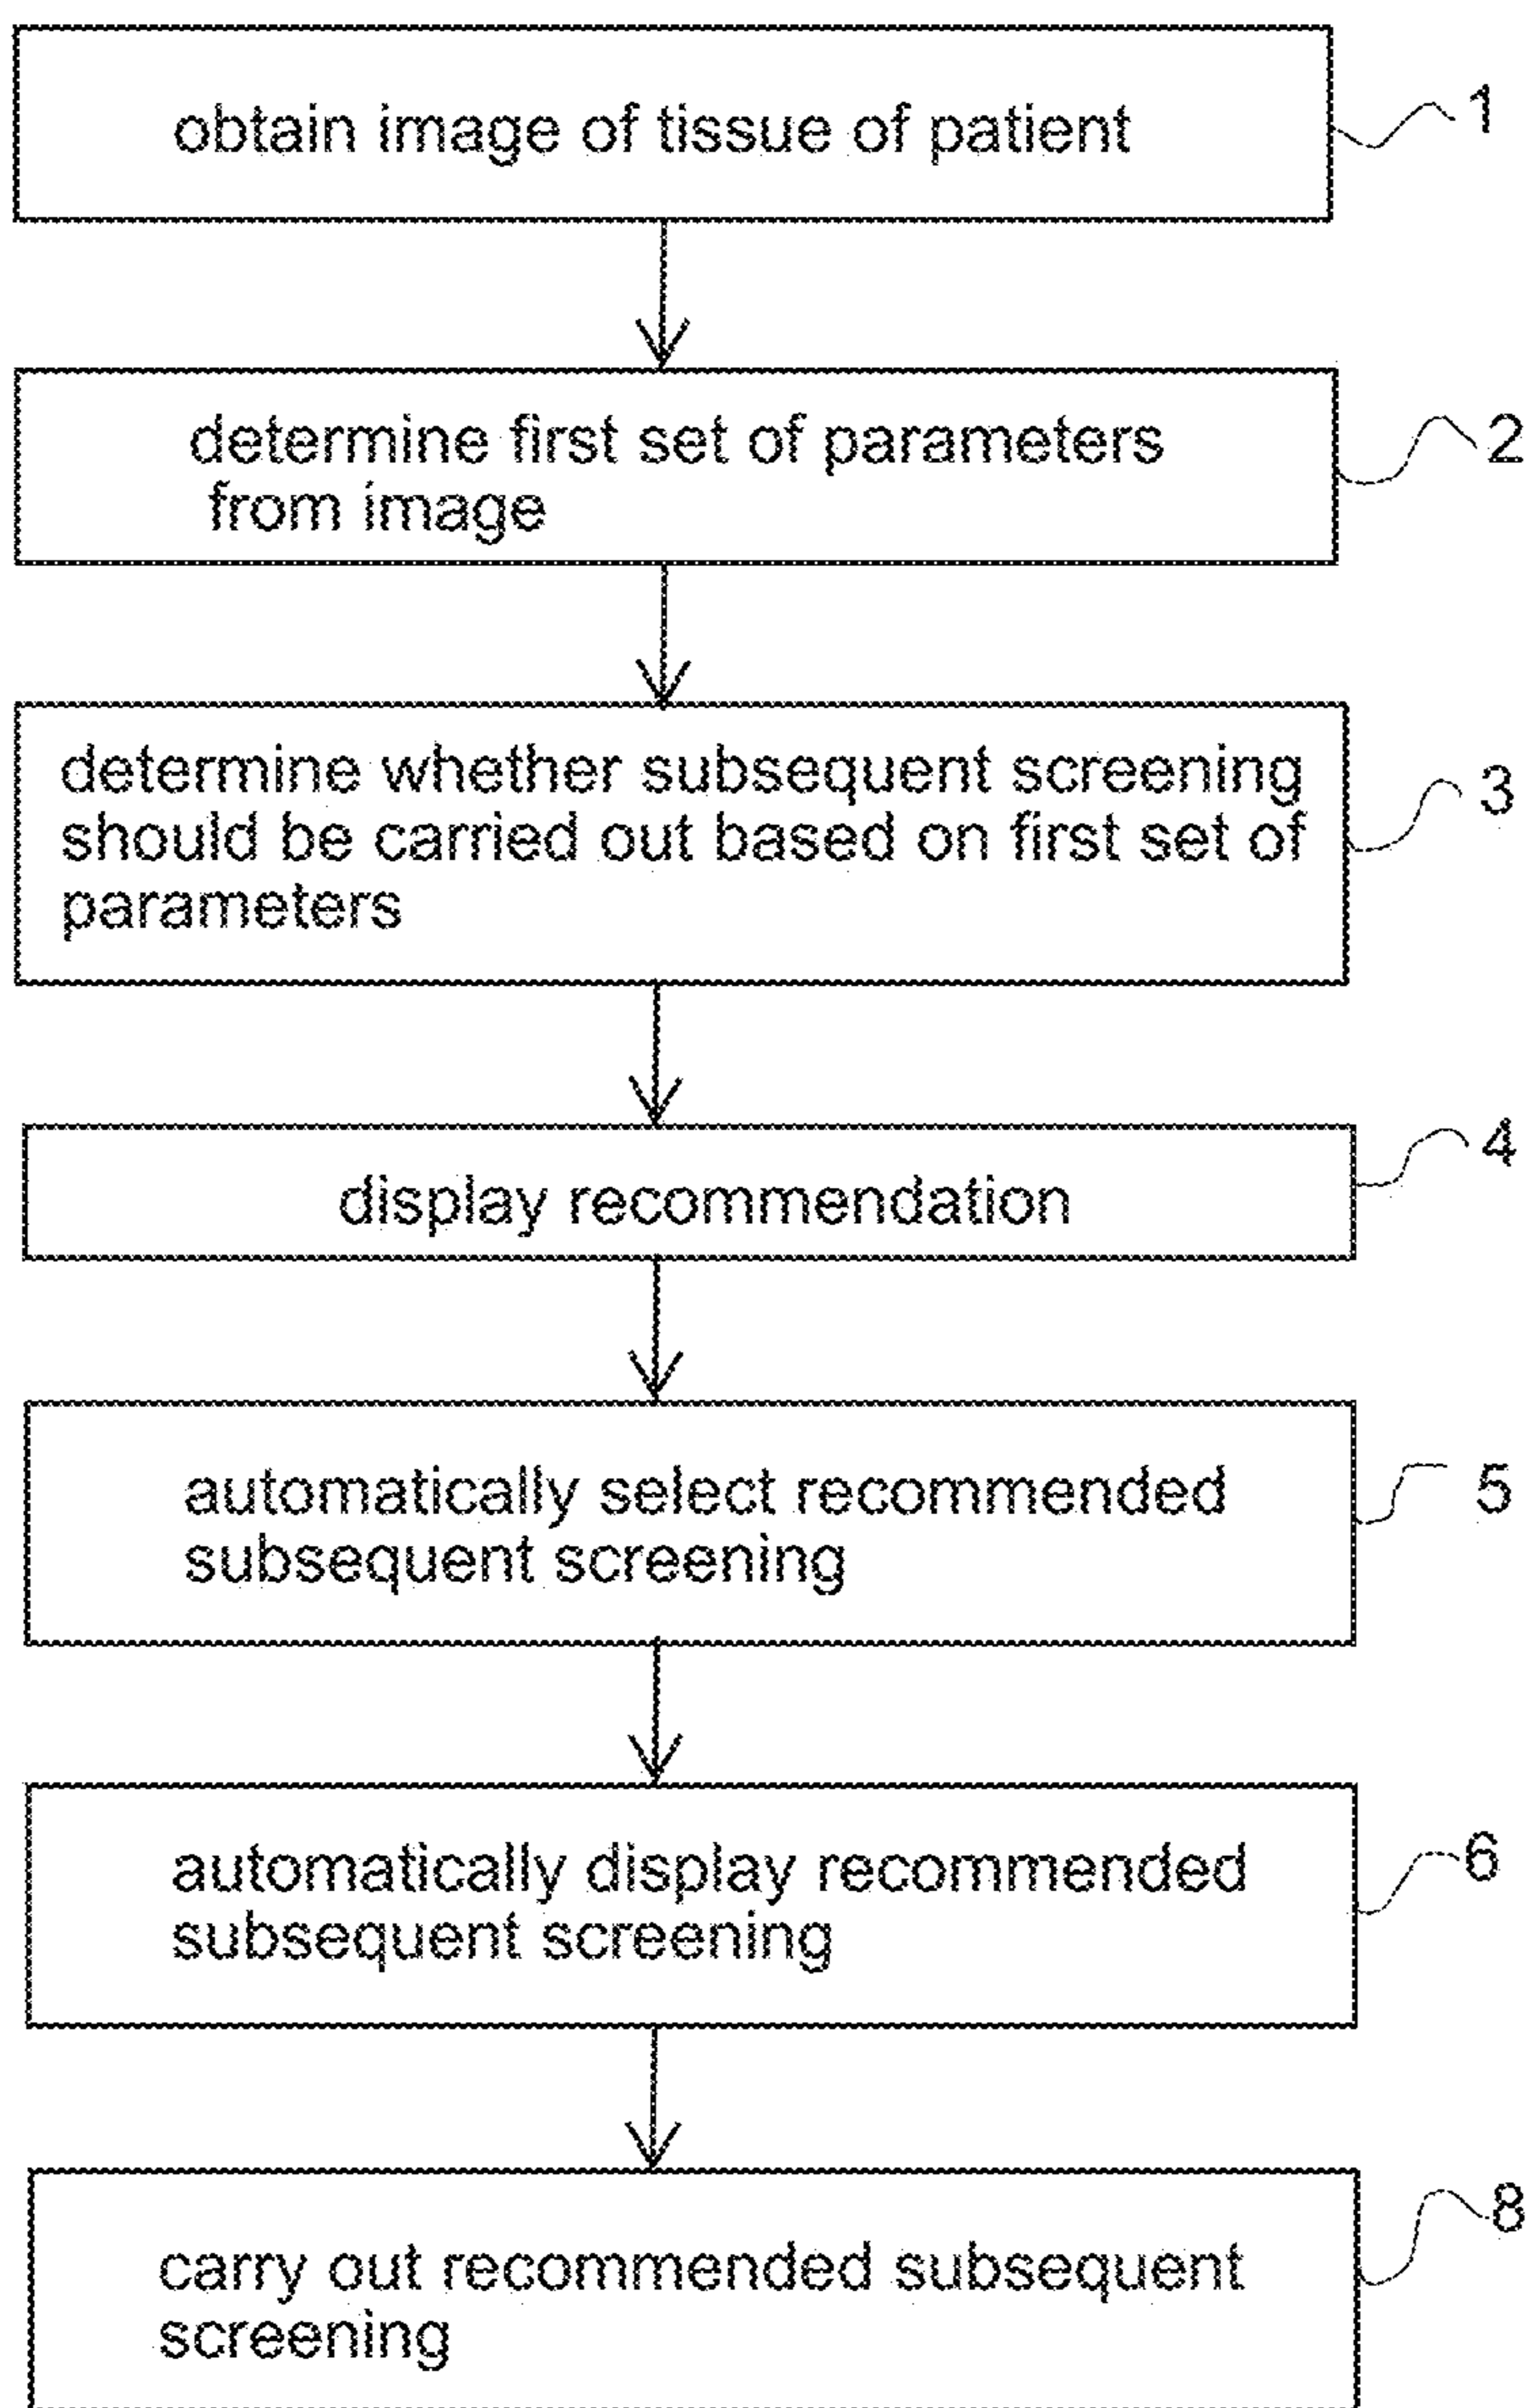 obtain image of tissue of patient
1
determine first set of parameters
from image
2
determine whether subsequent screening
should be carried out based on first set of
parameters
3
display recommendation
4
automatically select recommended
subsequent screening
5
automatically display recommended
subsequent screening
6
carry out recommended subsequent
screening
8